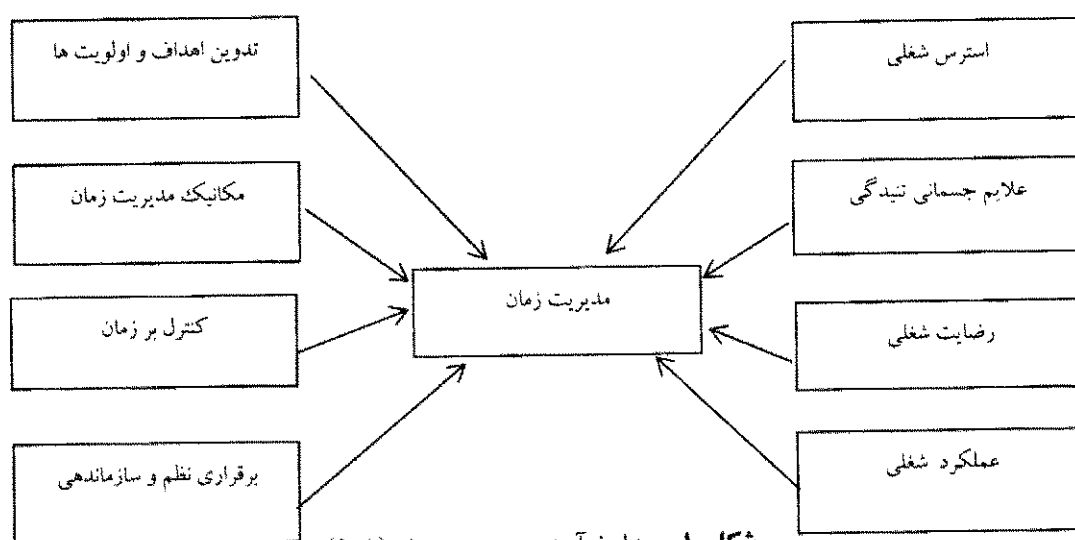 استرس شغلی
تدوین اهداف و اولویت ها
علایم جسمانی تنیدگی
مکانیک مدیریت زمان
مدیریت زمان
رضایت شغلی
کنترل بر زمان
عملکرد شغلی
برقراری نظم و سازماندهی